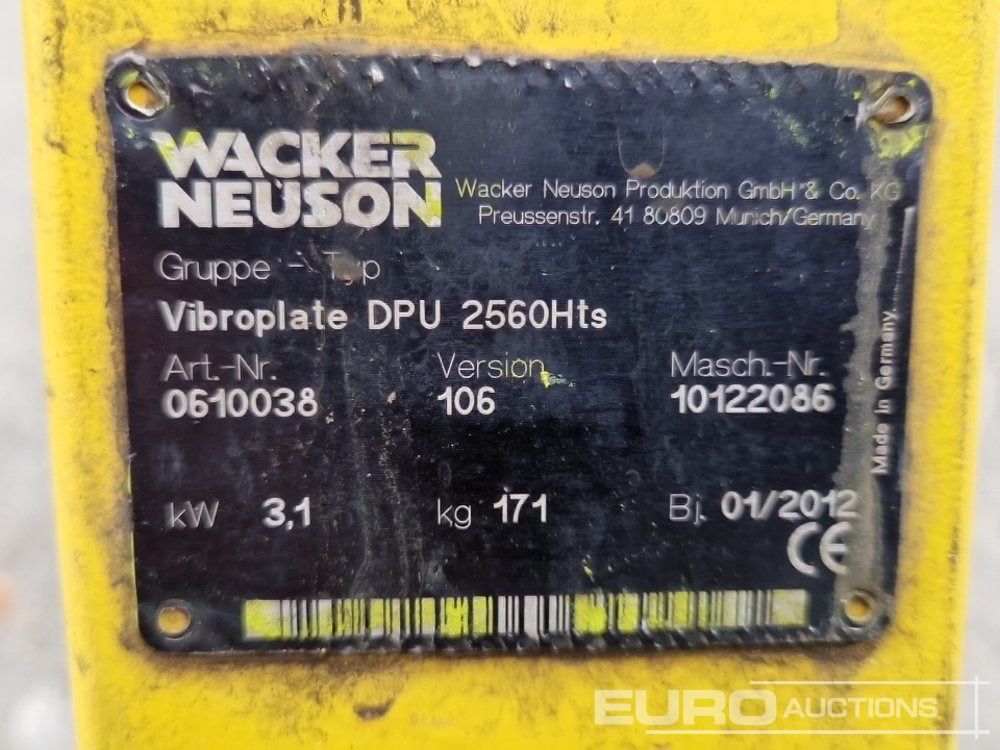 WACKER
NEUSON
Wacker Neuson Produktion GmbH & Co. KG
Preussenstr. 41 80809 Munich/Germany
Gruppe - Typ
Vibroplate DPU 2560Hts
Art.-Nr. Version Masch.-Nr.
0610038 106 10122086
kW 3,1 kg 171 Bj. 01/2012
CE
Made in Germany
EURO AUCTIONS